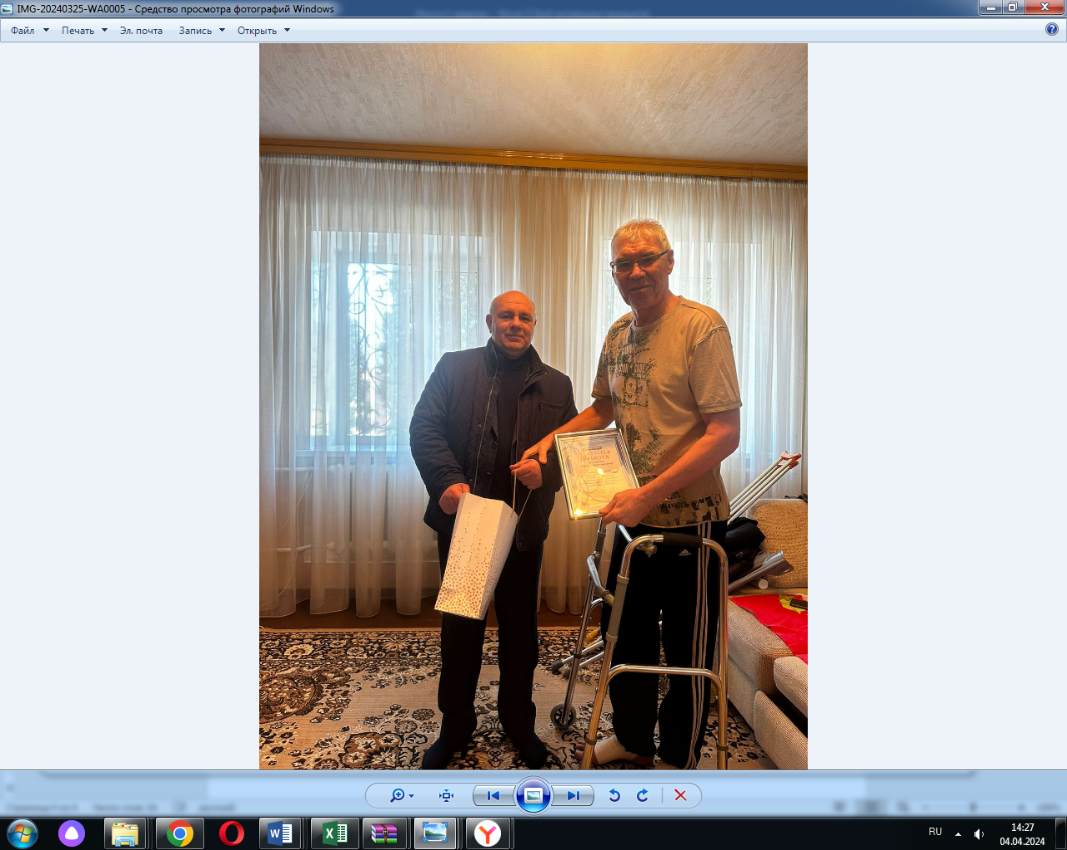 IMG-20240325-WA0005 - Средство просмотра фотографий Windows
Файл Печать Эл. почта Запись Открыть
ГРАМОТА
RU
14:27
04.04.2024